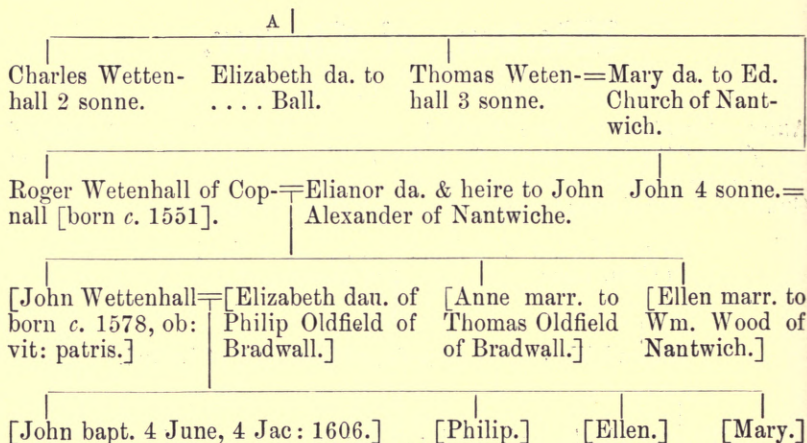 A
Charles Wetten-
hall 2 sonne.
Elizabeth da. to
. . . . Ball.
Thomas Weten-=Mary da. to Ed.
hall 3 sonne.
Church of Nant-
wich.
Roger Wetenhall of Cop-=Elianor da. & heire to John
nall [born c. 1551].
Alexander of Nantwiche.
John 4 sonne.=
[John Wettenhall=[Elizabeth dau. of
born c. 1578, ob:
vit: patris.]
Philip Oldfield of
Bradwall.]
[Anne marr. to
Thomas Oldfield
of Bradwall.]
[Ellen marr. to
Wm. Wood of
Nantwich.]
[John bapt. 4 June, 4 Jac: 1606.]
[Philip.]
[Ellen.]
[Mary.]